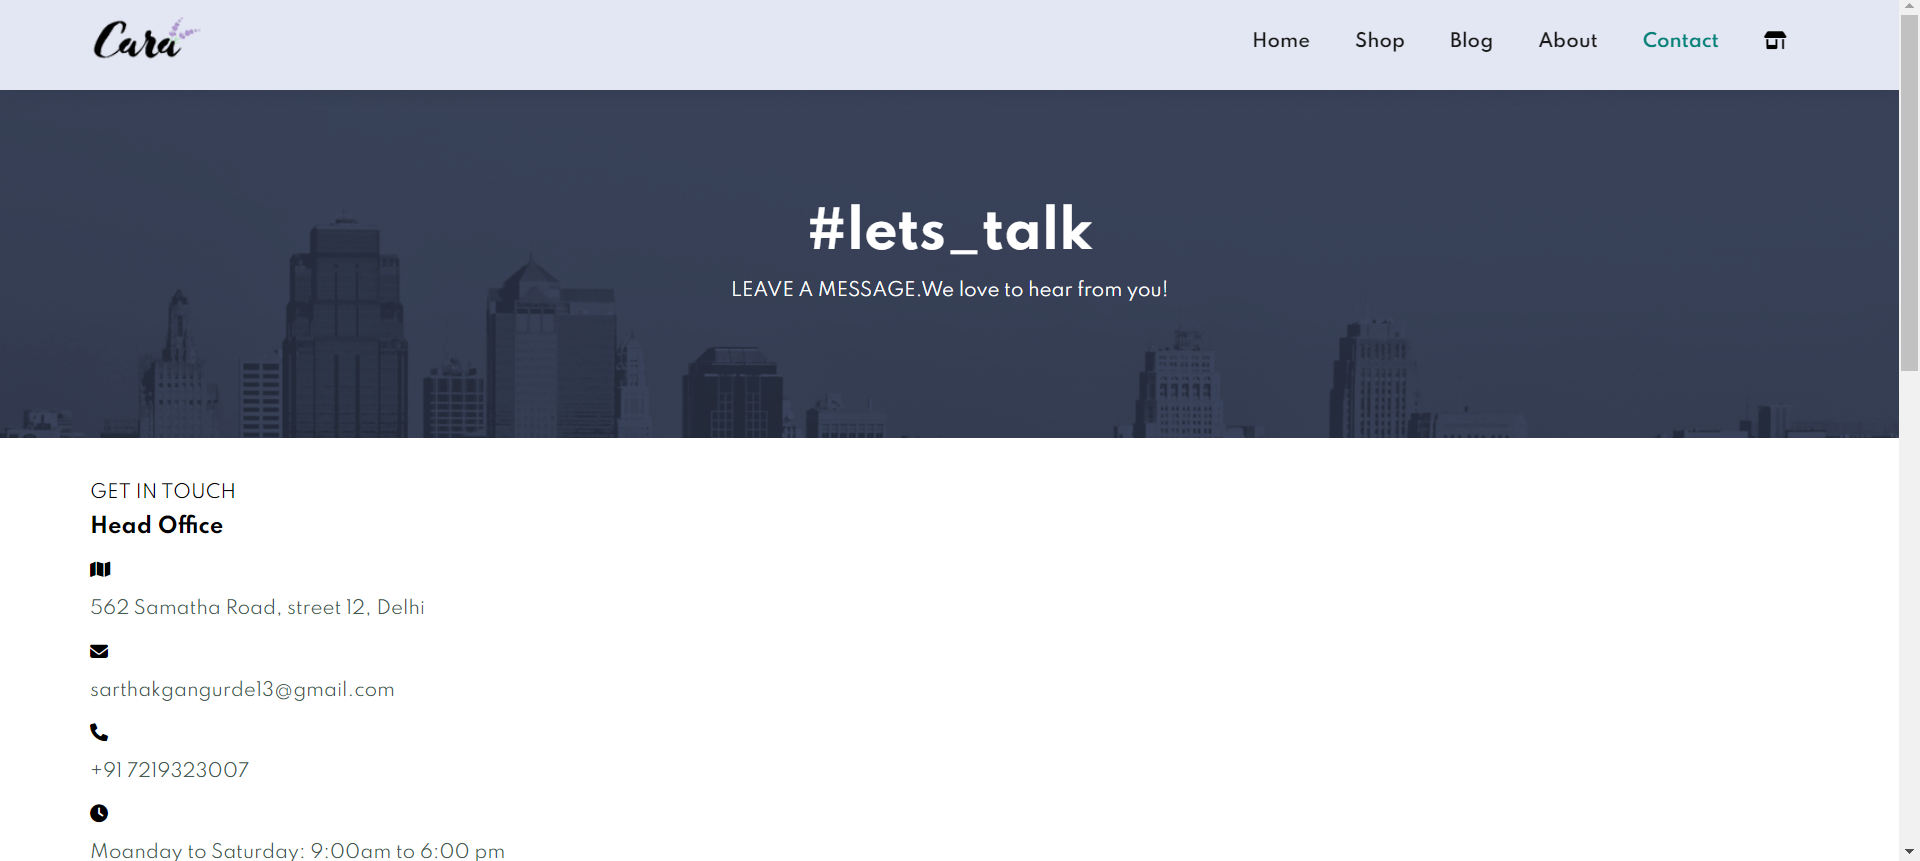 Cara
Home Shop Blog About Contact
#lets_talk
LEAVE A MESSAGE.We love to hear from you!
GET IN TOUCH
Head Office
562 Samatha Road, street 12, Delhi
sarthakgangurde13@gmail.com
+91 7219323007
Moanday to Saturday: 9:00am to 6:00 pm